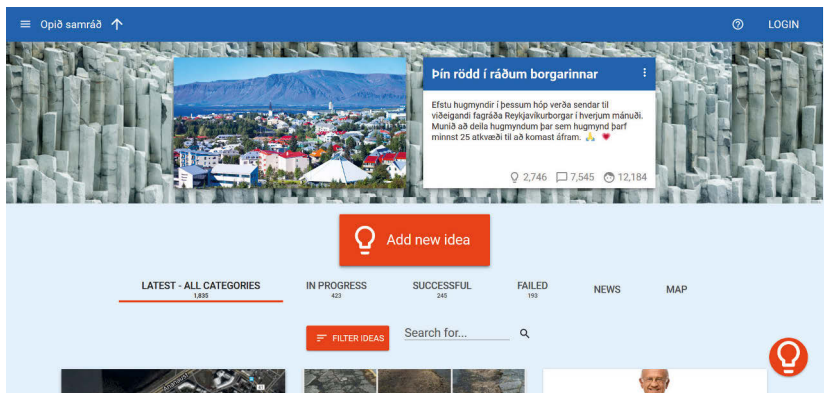 Opið samráð
LOGIN
Þín rödd í ráðum borgarinnar
Efstu hugmyndir í þessum hóp verða sendar til
viðeigandi fagráða Reykjavíkurborgar í hverjum mánuði.
Munið að deila hugmyndum þar sem hugmynd þarf
minnst 25 atkvæði til að komast áfram. 🙏 💗
2,746 7,545 12,184
Add new idea
LATEST - ALL CATEGORIES
1,835
IN PROGRESS
423
SUCCESSFUL
245
FAILED
193
NEWS
MAP
FILTER IDEAS
Search for...